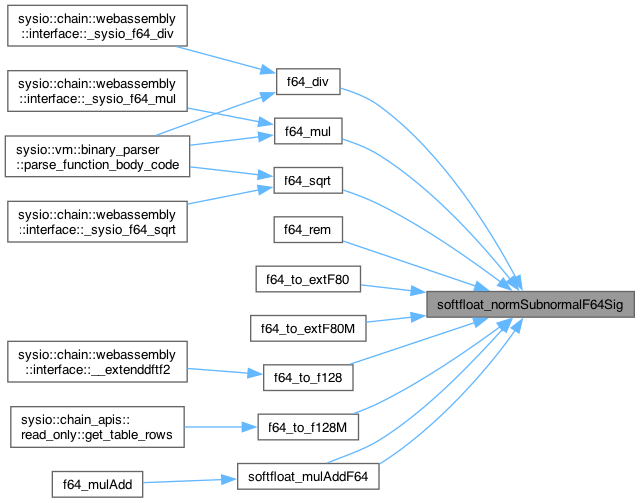 sysio::chain::webassembly
::interface::_sysio_f64_div
sysio::chain::webassembly
::interface::_sysio_f64_mul
sysio::vm::binary_parser
::parse_function_body_code
sysio::chain::webassembly
::interface::_sysio_f64_sqrt
sysio::chain::webassembly
::interface::__extenddftf2
sysio::chain_apis::
read_only::get_table_rows
f64_mulAdd
f64_div
f64_mul
f64_sqrt
f64_rem
f64_to_extF80
f64_to_extF80M
f64_to_f128
f64_to_f128M
softfloat_mulAddF64
softfloat_normSubnormalF64Sig